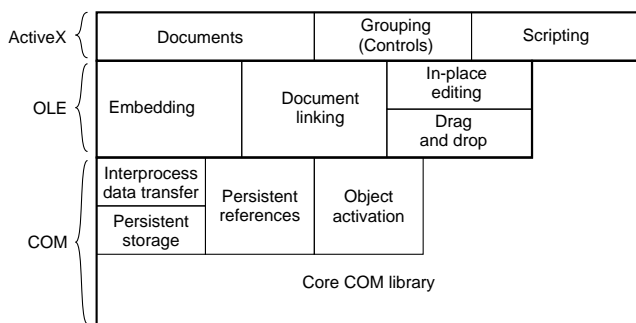 ActiveX
Documents
Grouping
(Controls)
Scripting
OLE
Embedding
Document
linking
In-place
editing
Drag
and drop
COM
Interprocess
data transfer
Persistent
storage
Persistent
references
Object
activation
Core COM library